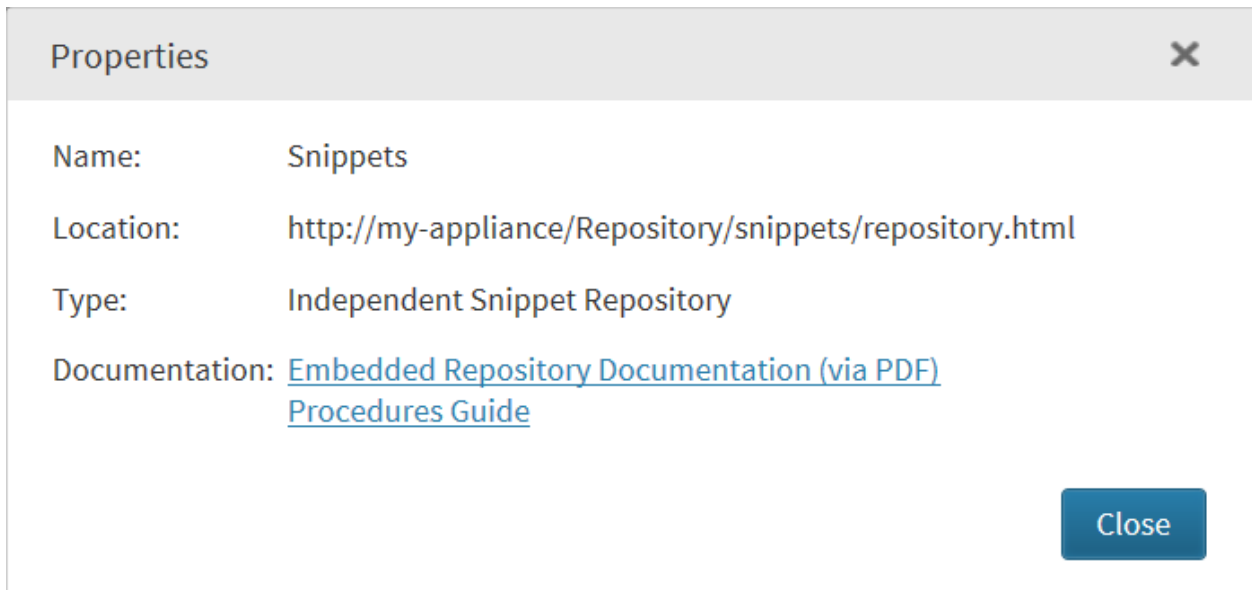 Properties
Name: Snippets
Location: http://my-appliance/Repository/snippets/repository.html
Type: Independent Snippet Repository
Documentation: Embedded Repository Documentation (via PDF)
Procedures Guide
Close